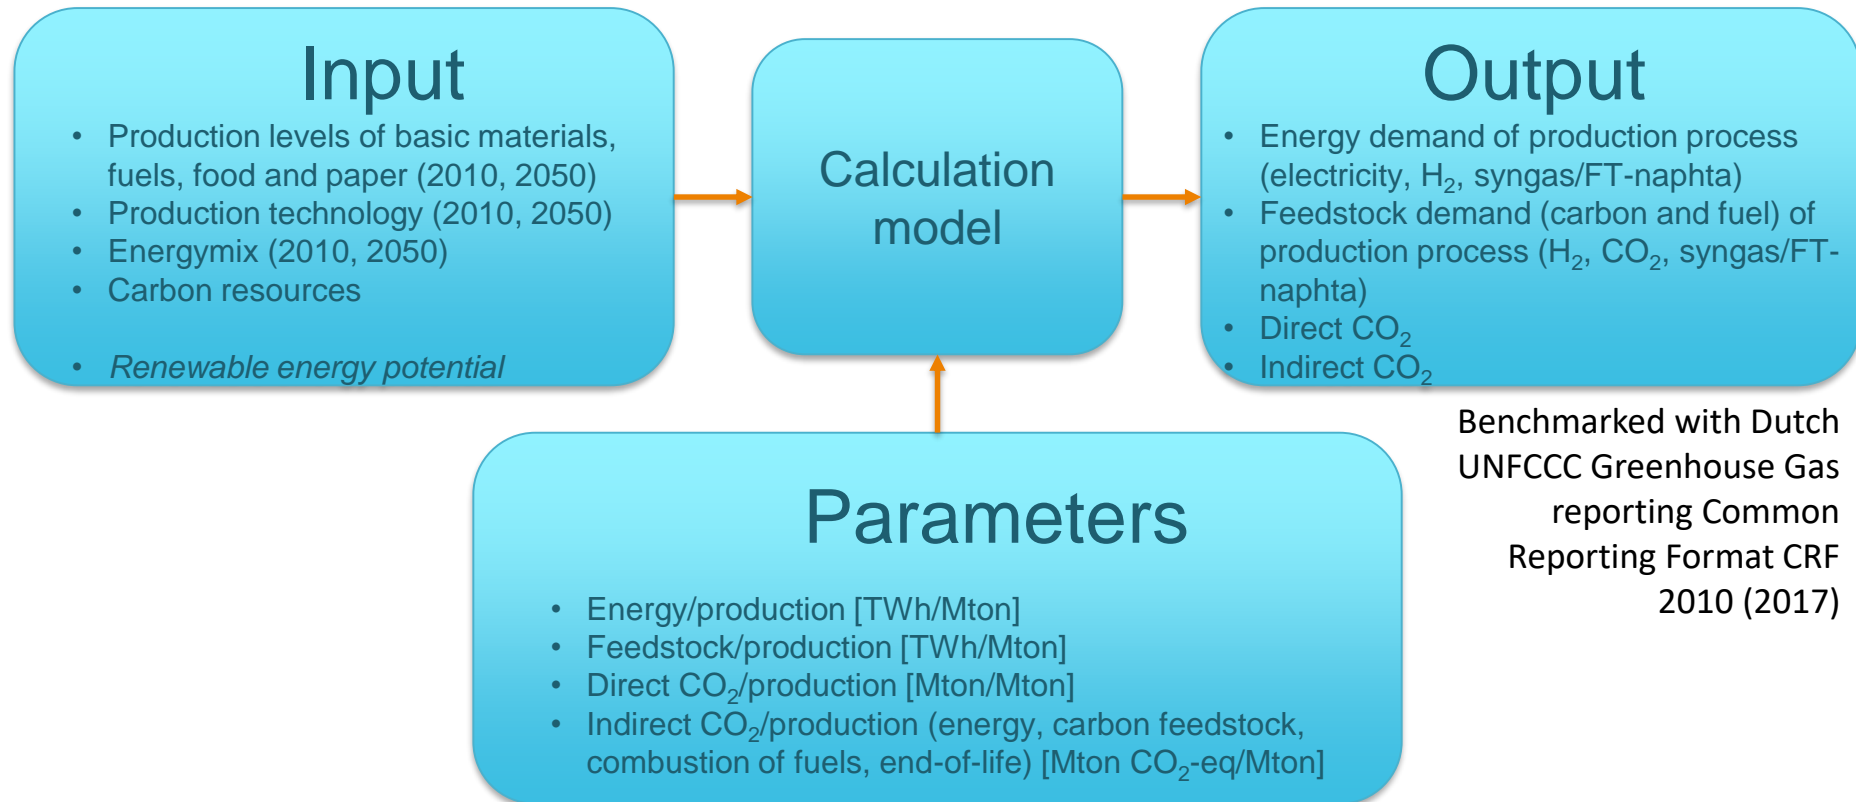 Input
• Production levels of basic materials,
fuels, food and paper (2010, 2050)
• Production technology (2010, 2050)
• Energymix (2010, 2050)
• Carbon resources
• Renewable energy potential
Calculation
model
Output
• Energy demand of production process
(electricity, H₂, syngas/FT-naphta)
• Feedstock demand (carbon and fuel) of
production process (H₂, CO₂, syngas/FT-
naphta)
• Direct CO₂
• Indirect CO₂
Benchmarked with Dutch
UNFCCC Greenhouse Gas
reporting Common
Reporting Format CRF
2010 (2017)
Parameters
• Energy/production [TWh/Mton]
• Feedstock/production [TWh/Mton]
• Direct CO₂/production [Mton/Mton]
• Indirect CO₂/production (energy, carbon feedstock,
combustion of fuels, end-of-life) [Mton CO₂-eq/Mton]